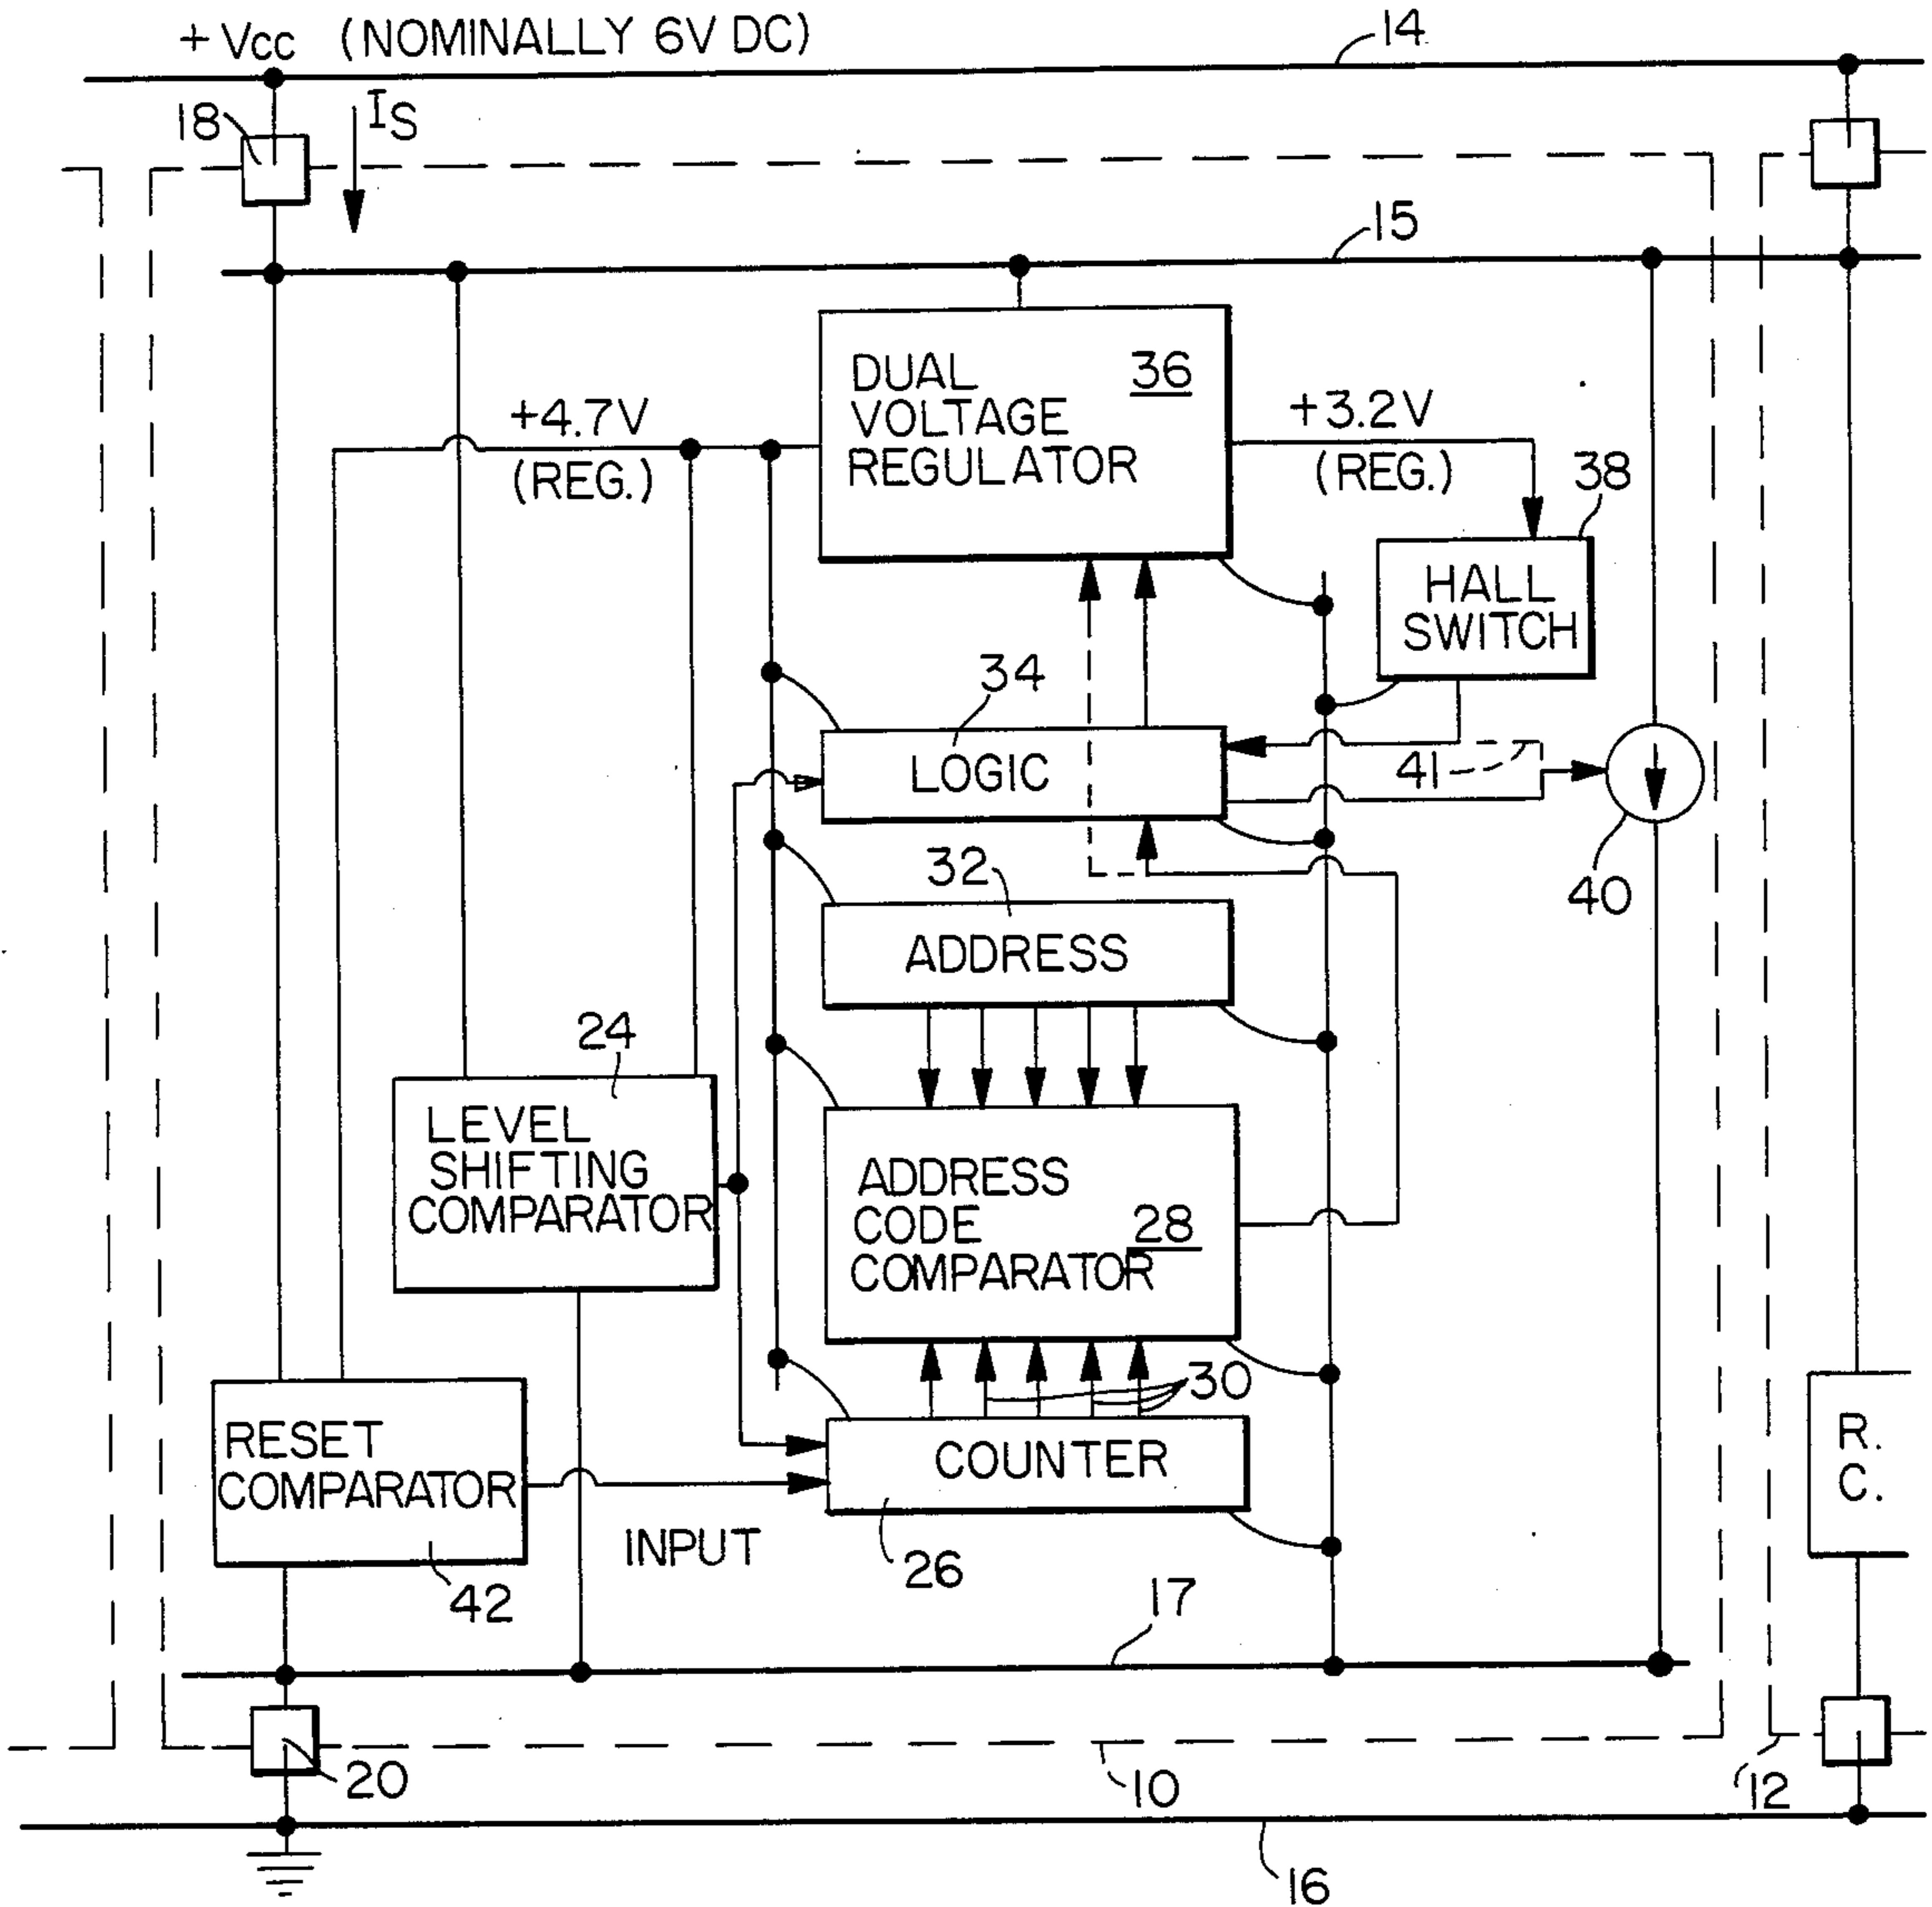 + Vcc (NOMINALLY 6V DC)
14
18
IS
15
DUAL
VOLTAGE
REGULATOR
36
+4.7V
(REG.)
+3.2V
(REG.)
38
HALL
SWITCH
34
LOGIC
41
40
32
ADDRESS
24
LEVEL
SHIFTING
COMPARATOR
ADDRESS
CODE
COMPARATOR
28
30
RESET
COMPARATOR
COUNTER
R.
C.
INPUT
26
42
17
20
10
12
16